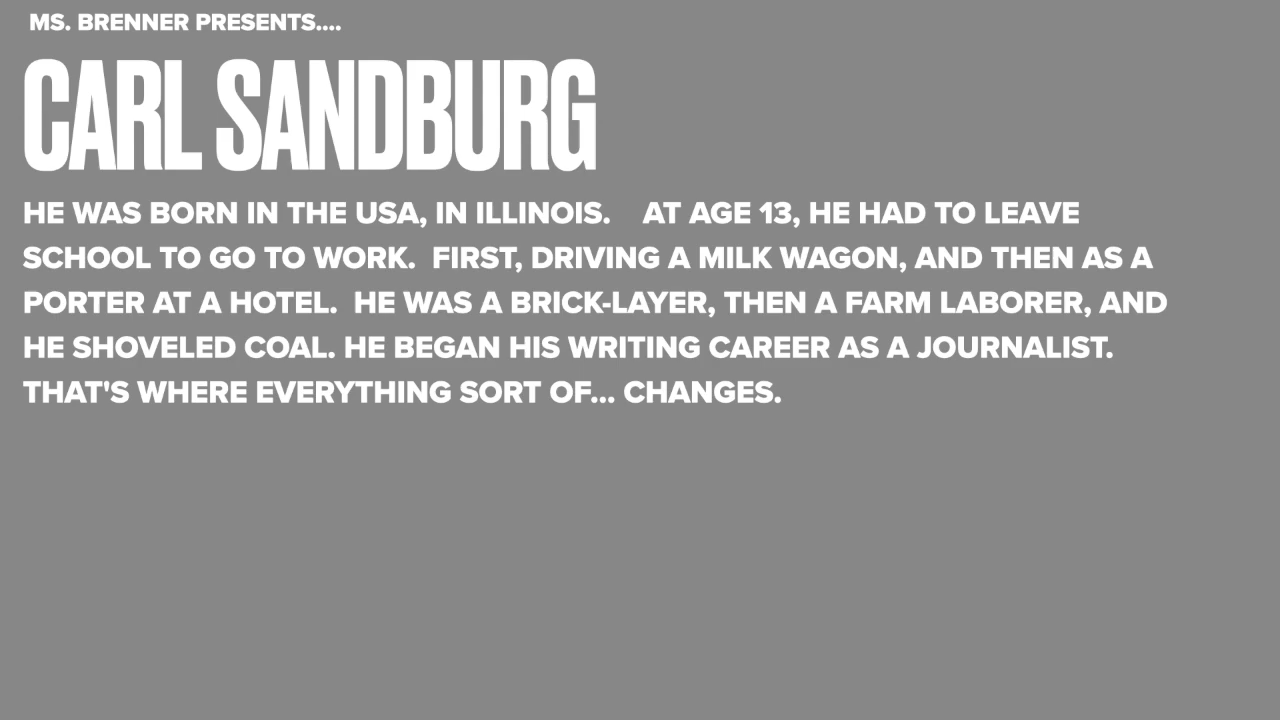 MS. BRENNER PRESENTS....
CARL SANDBURG
HE WAS BORN IN THE USA, IN ILLINOIS.    AT AGE 13, HE HAD TO LEAVE
SCHOOL TO GO TO WORK.  FIRST, DRIVING A MILK WAGON, AND THEN AS A
PORTER AT A HOTEL.  HE WAS A BRICK-LAYER, THEN A FARM LABORER, AND
HE SHOVELED COAL. HE BEGAN HIS WRITING CAREER AS A JOURNALIST.
THAT'S WHERE EVERYTHING SORT OF... CHANGES.